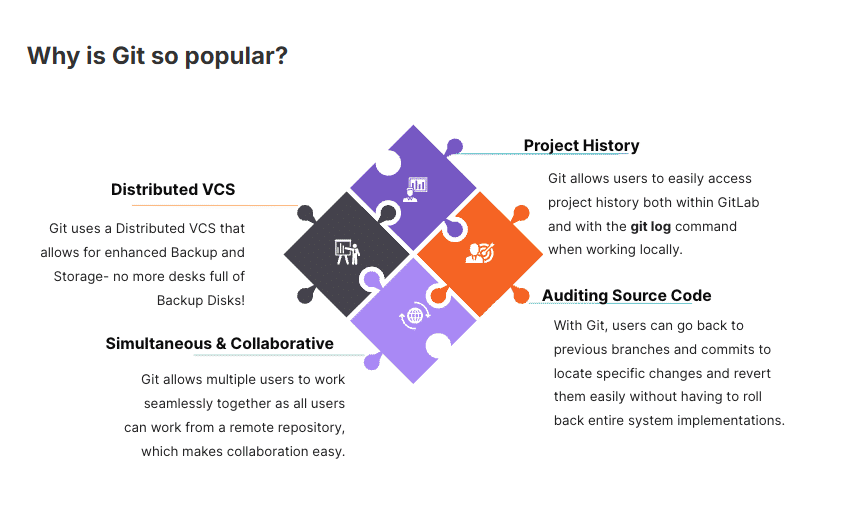 Why is Git so popular?
Distributed VCS
Git uses a Distributed VCS that
allows for enhanced Backup and
Storage- no more desks full of
Backup Disks!
Simultaneous & Collaborative
Git allows multiple users to work
seamlessly together as all users
can work from a remote repository,
which makes collaboration easy.
Project History
Git allows users to easily access
project history both within GitLab
and with the git log command
when working locally.
Auditing Source Code
With Git, users can go back to
previous branches and commits to
locate specific changes and revert
them easily without having to roll
back entire system implementations.